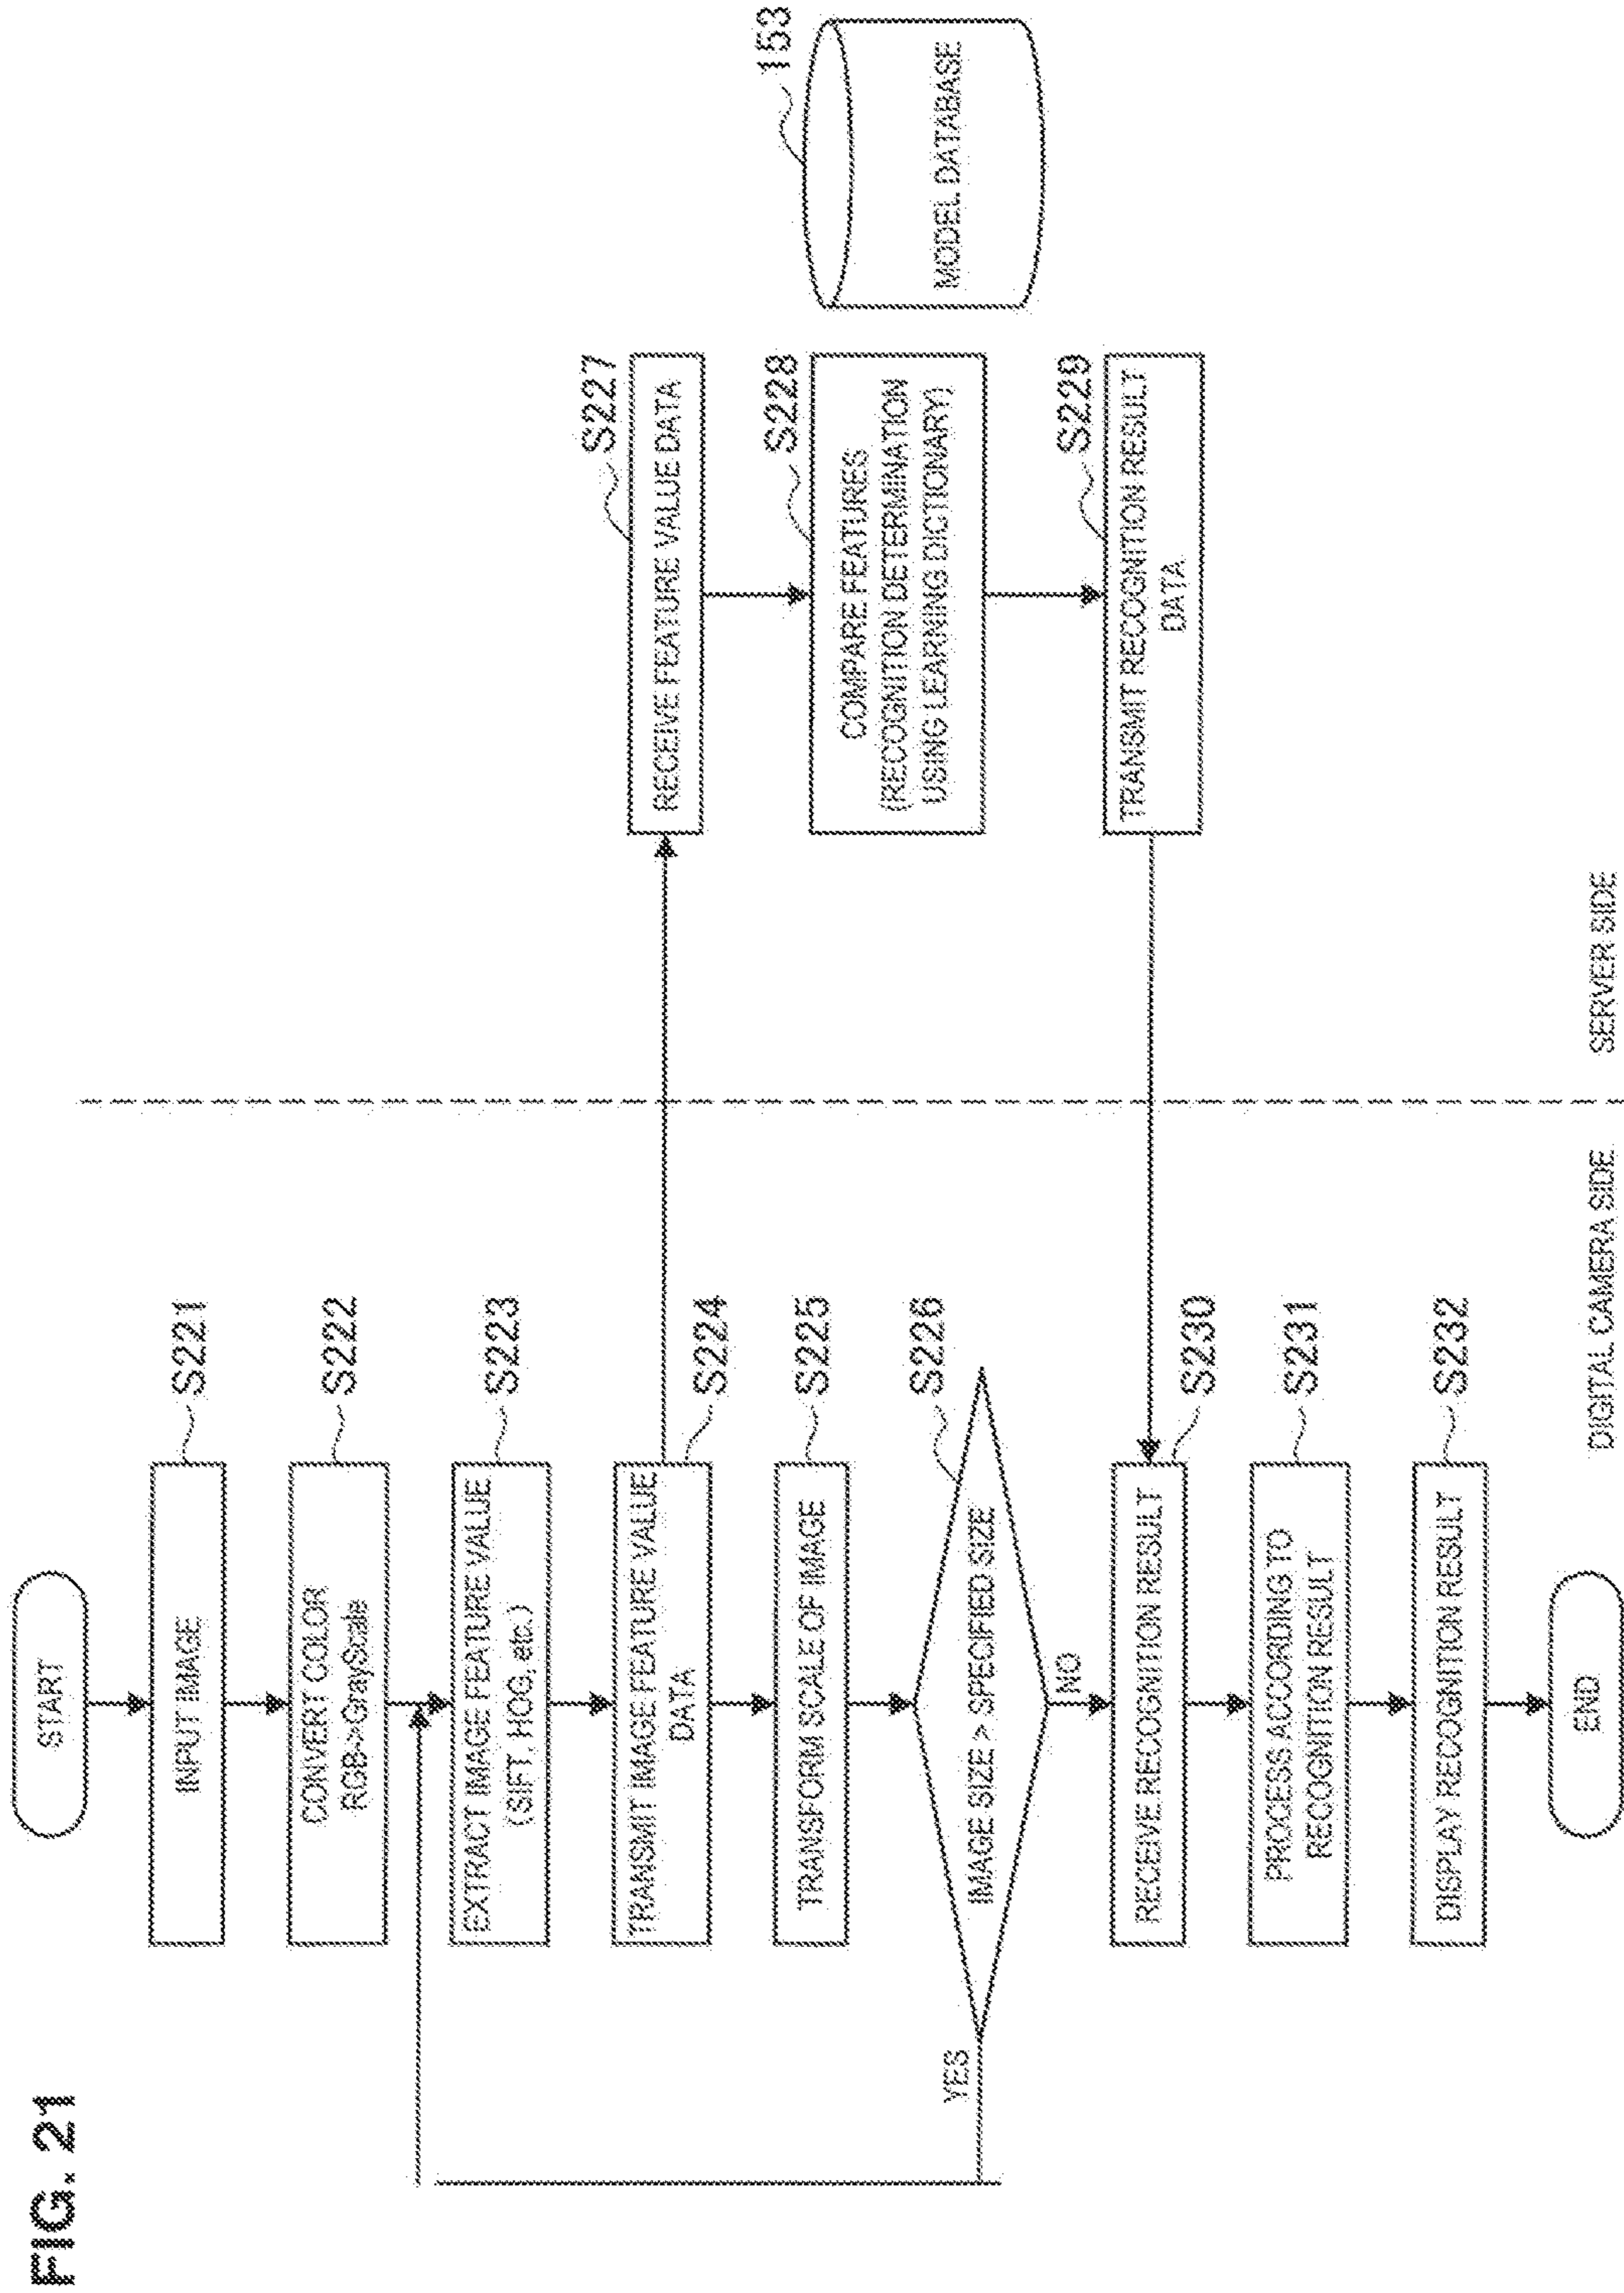 FIG. 21
START
INPUT IMAGE
S221
CONVERT COLOR
RGB->GrayScale
S222
EXTRACT IMAGE FEATURE VALUE
(SIFT, HOG, etc.)
S223
TRANSMIT IMAGE FEATURE VALUE
DATA
S224
TRANSFORM SCALE OF IMAGE
S225
IMAGE SIZE > SPECIFIED SIZE
S226
YES
NO
RECEIVE RECOGNITION RESULT
S230
PROCESS ACCORDING TO
RECOGNITION RESULT
S231
DISPLAY RECOGNITION RESULT
S232
END
DIGITAL CAMERA SIDE
RECEIVE FEATURE VALUE DATA
S227
COMPARE FEATURES
(RECOGNITION DETERMINATION
USING LEARNING DICTIONARY)
S228
TRANSMIT RECOGNITION RESULT
DATA
S229
MODEL DATABASE
153
SERVER SIDE